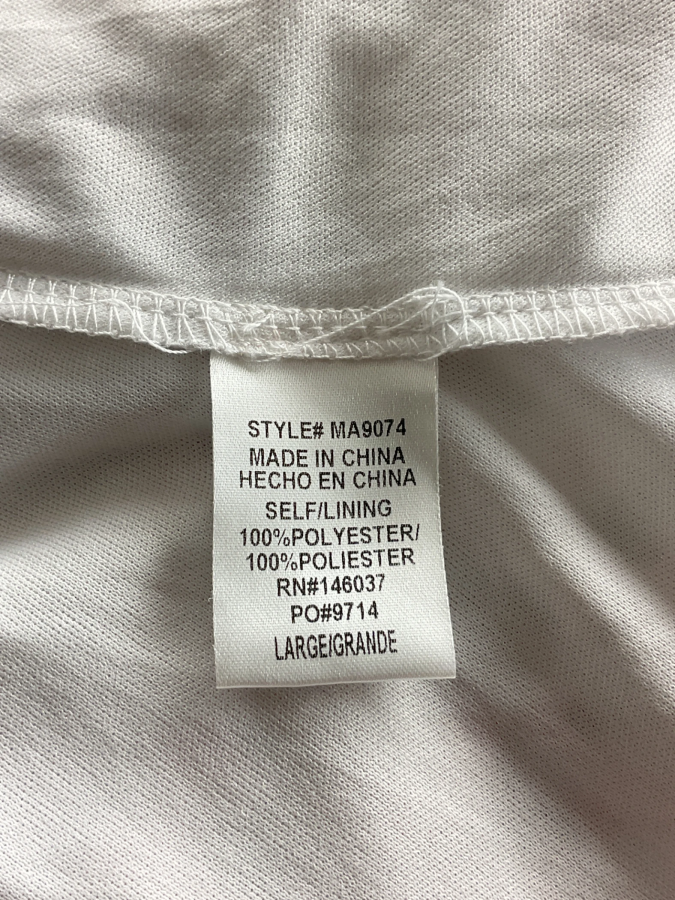 STYLE# MA9074
MADE IN CHINA
HECHO EN CHINA
SELF/LINING
100%POLYESTER/
100%POLIESTER
RN#146037
PO#9714
LARGE/GRANDE